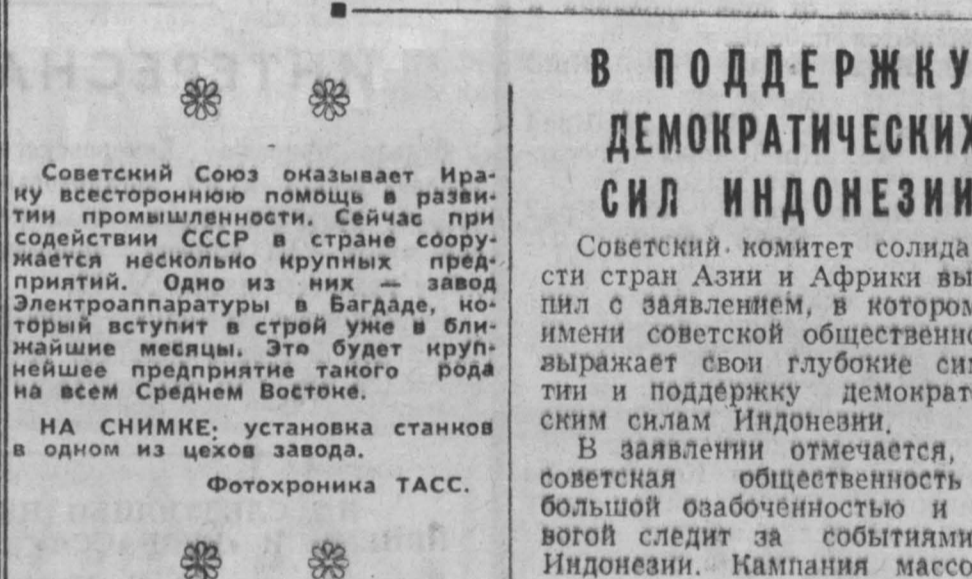 Советский Союз оказывает Ира-
ку всестороннюю помощь в разви-
тии промышленности. Сейчас при
содействии СССР в стране соору-
жается несколько крупных пред-
приятий. Одно из них — завод
Электроаппаратуры в Багдаде, ко-
торый вступит в строй уже в бли-
жайшие месяцы. Это будет круп-
нейшее предприятие такого рода
на всем Среднем Востоке.
НА СНИМКЕ: установка станков
в одном из цехов завода.
Фотохроника ТАСС.
В ПОДДЕРЖКУ
ДЕМОКРАТИЧЕСКИХ
СИЛ ИНДОНЕЗИИ
Советский комитет солида
сти стран Азии и Африки вы
пил с заявлением, в котором
имени советской общественно
выражает свои глубокие сим
тии и поддержку демократ
ским силам Индонезии.
В заявлении отмечается,
советская общественность
большой озабоченностью и
вогой следит за событиями
Индонезии. Кампания массо